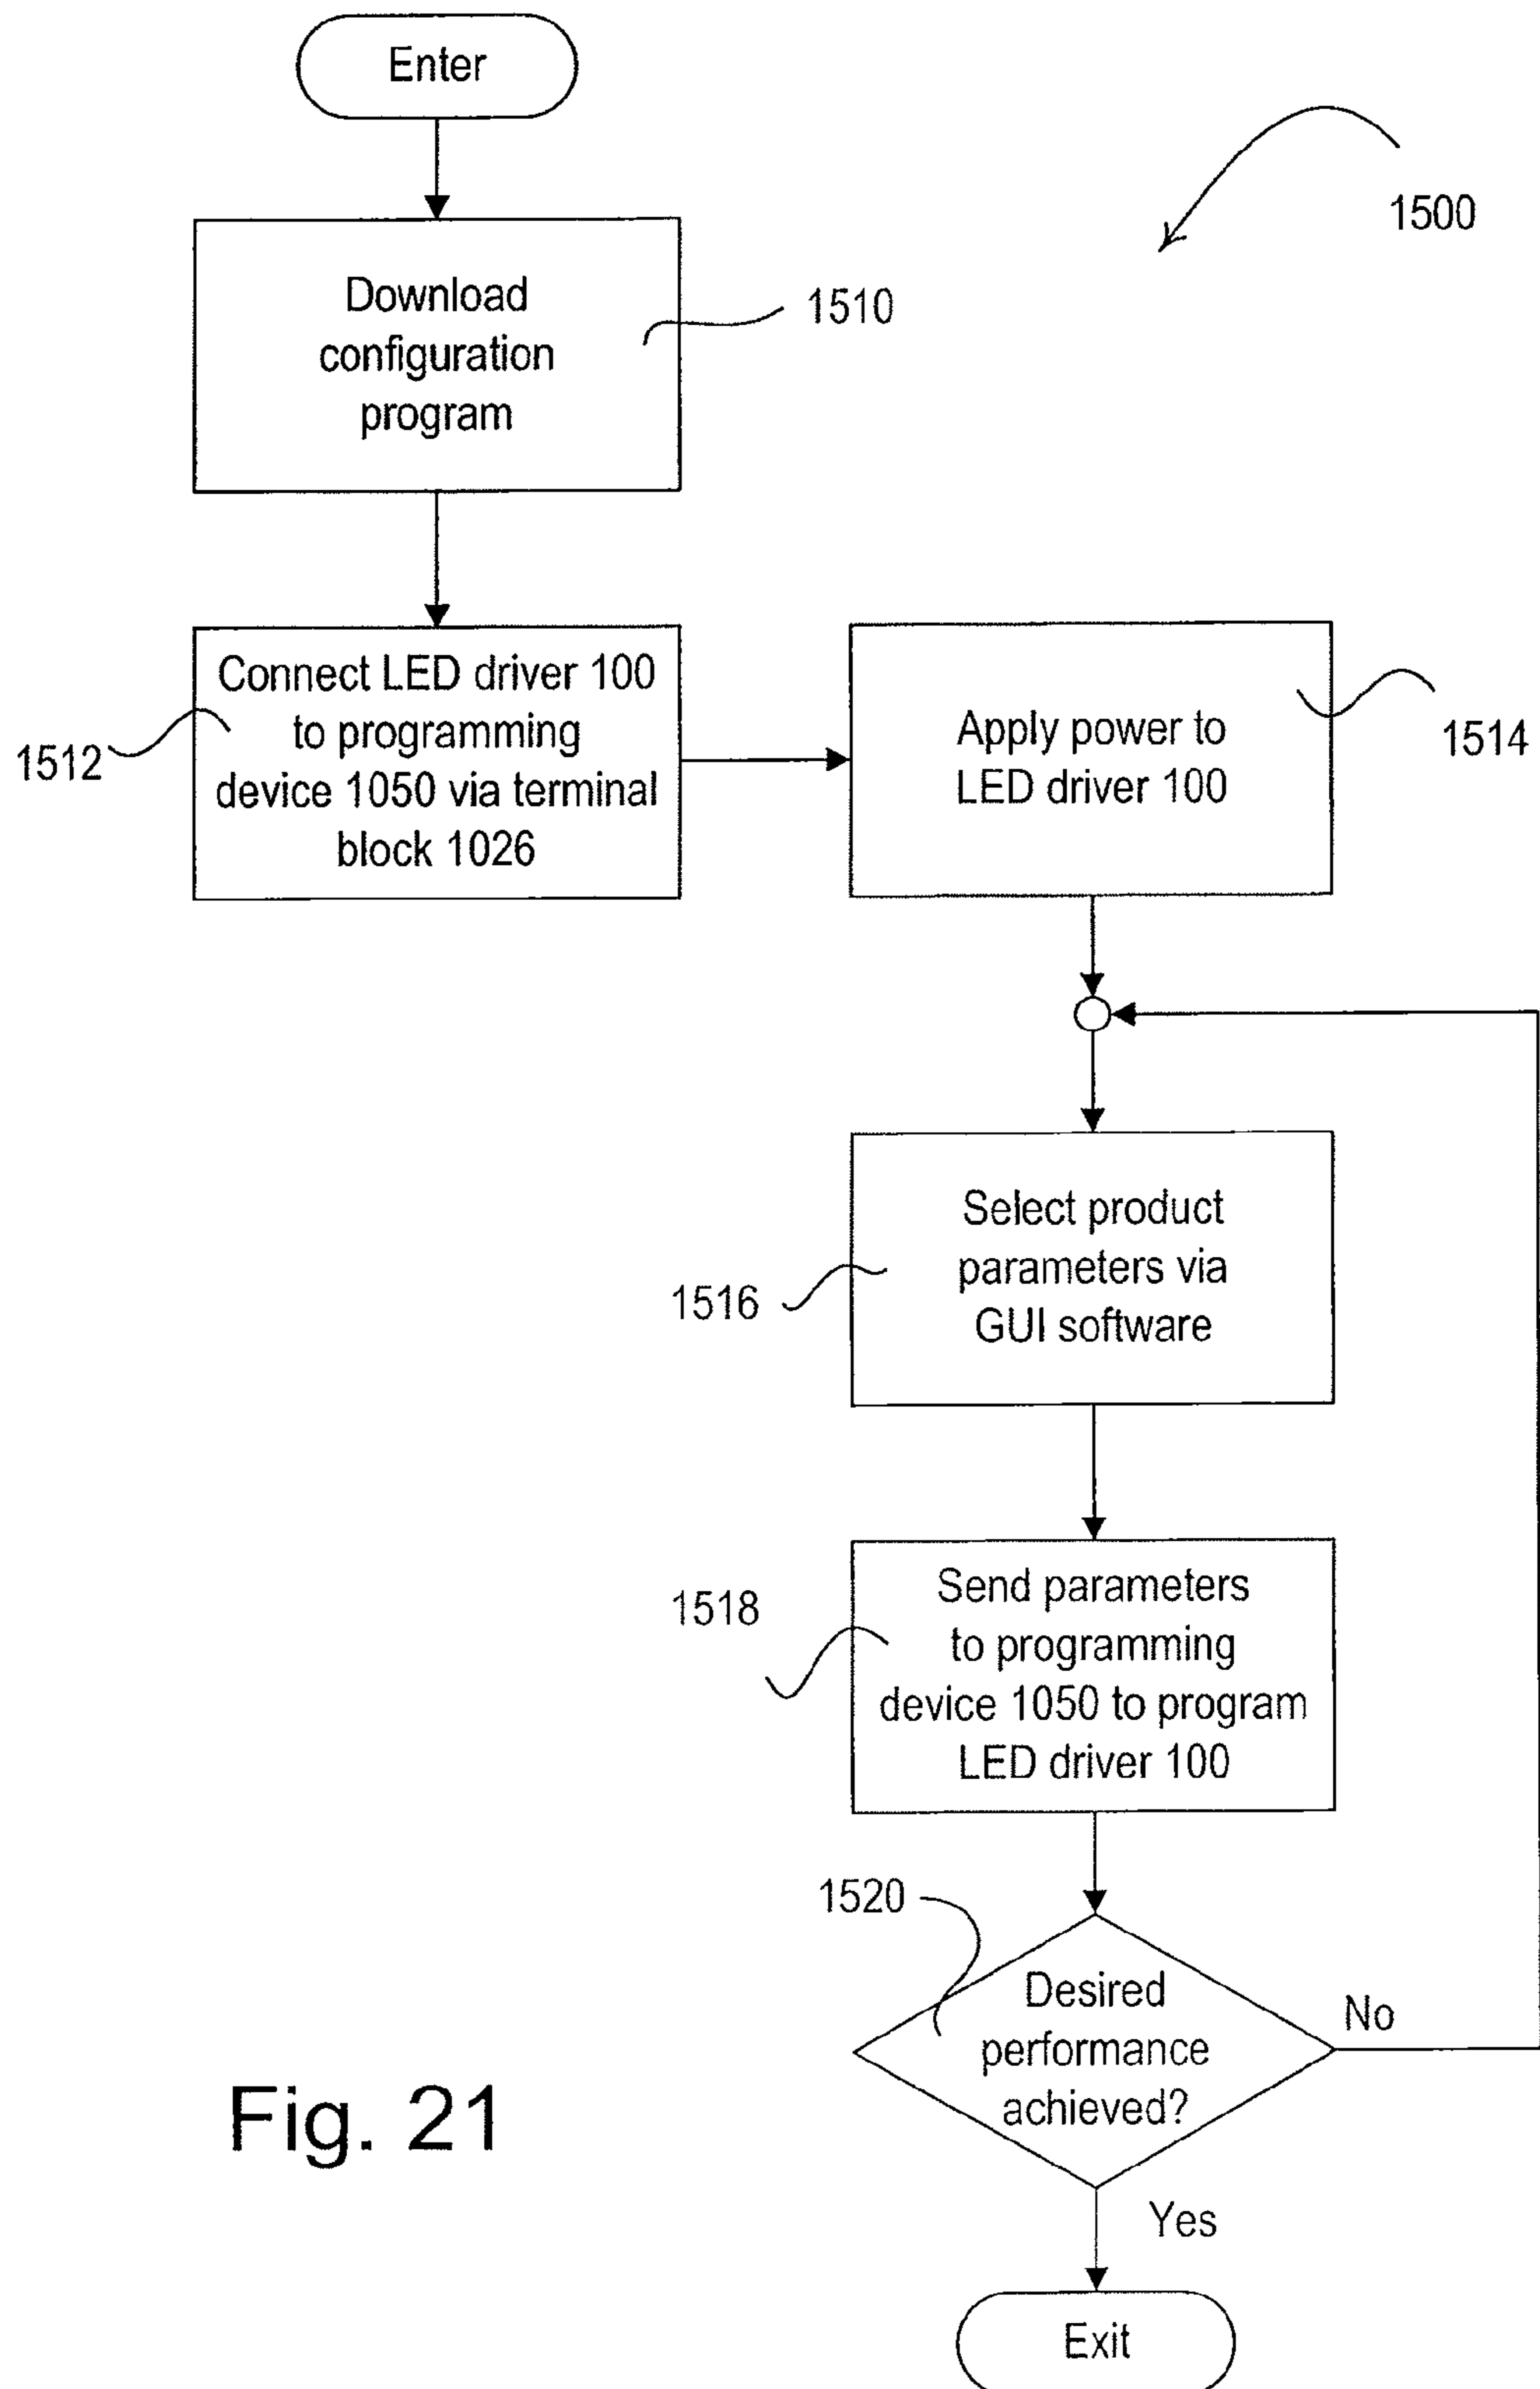 Enter
1500
Download
configuration
program
1510
Connect LED driver 100
to programming
device 1050 via terminal
block 1026
1512
Apply power to
LED driver 100
1514
Select product
parameters via
GUI software
1516
Send parameters
to programming
device 1050 to program
LED driver 100
1518
1520
Desired
performance
achieved?
No
Yes
Exit
Fig. 21